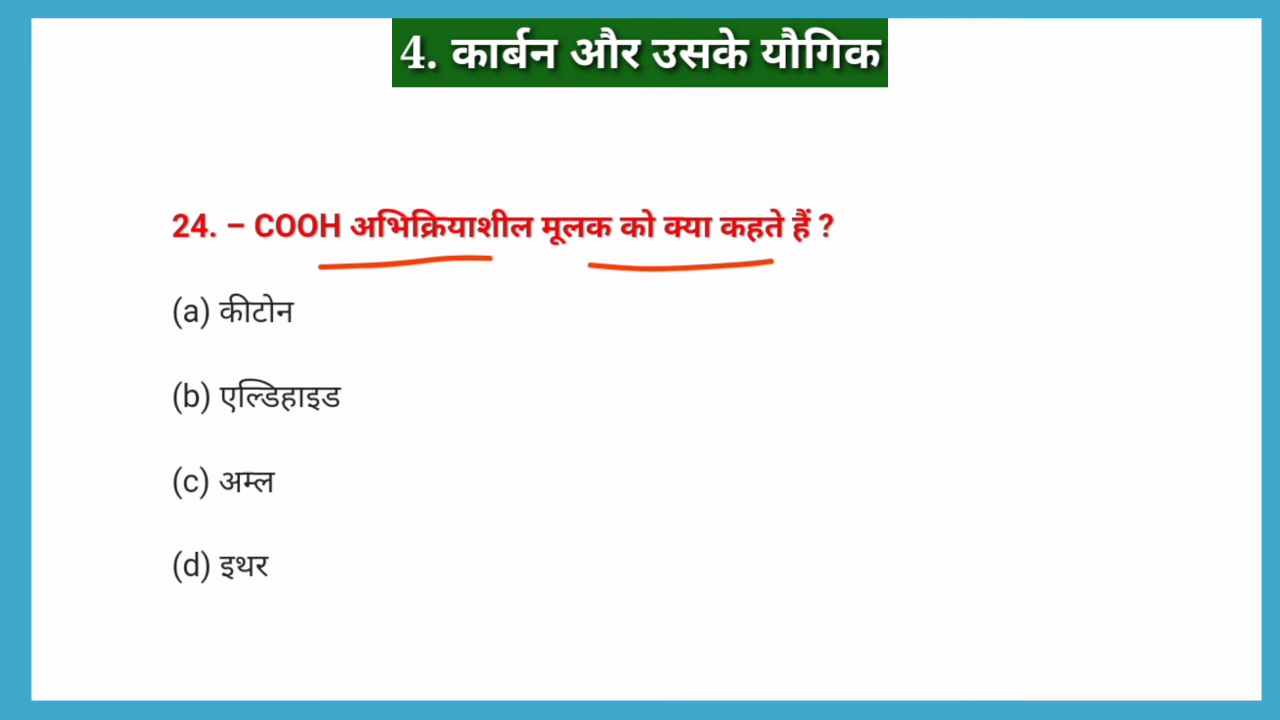 4. कार्बन और उसके यौगिक
24. – COOH अभिक्रियाशील मूलक को क्या कहते हैं ?
(a) कीटोन
(b) एल्डिहाइड
(c) अम्ल
(d) इथर